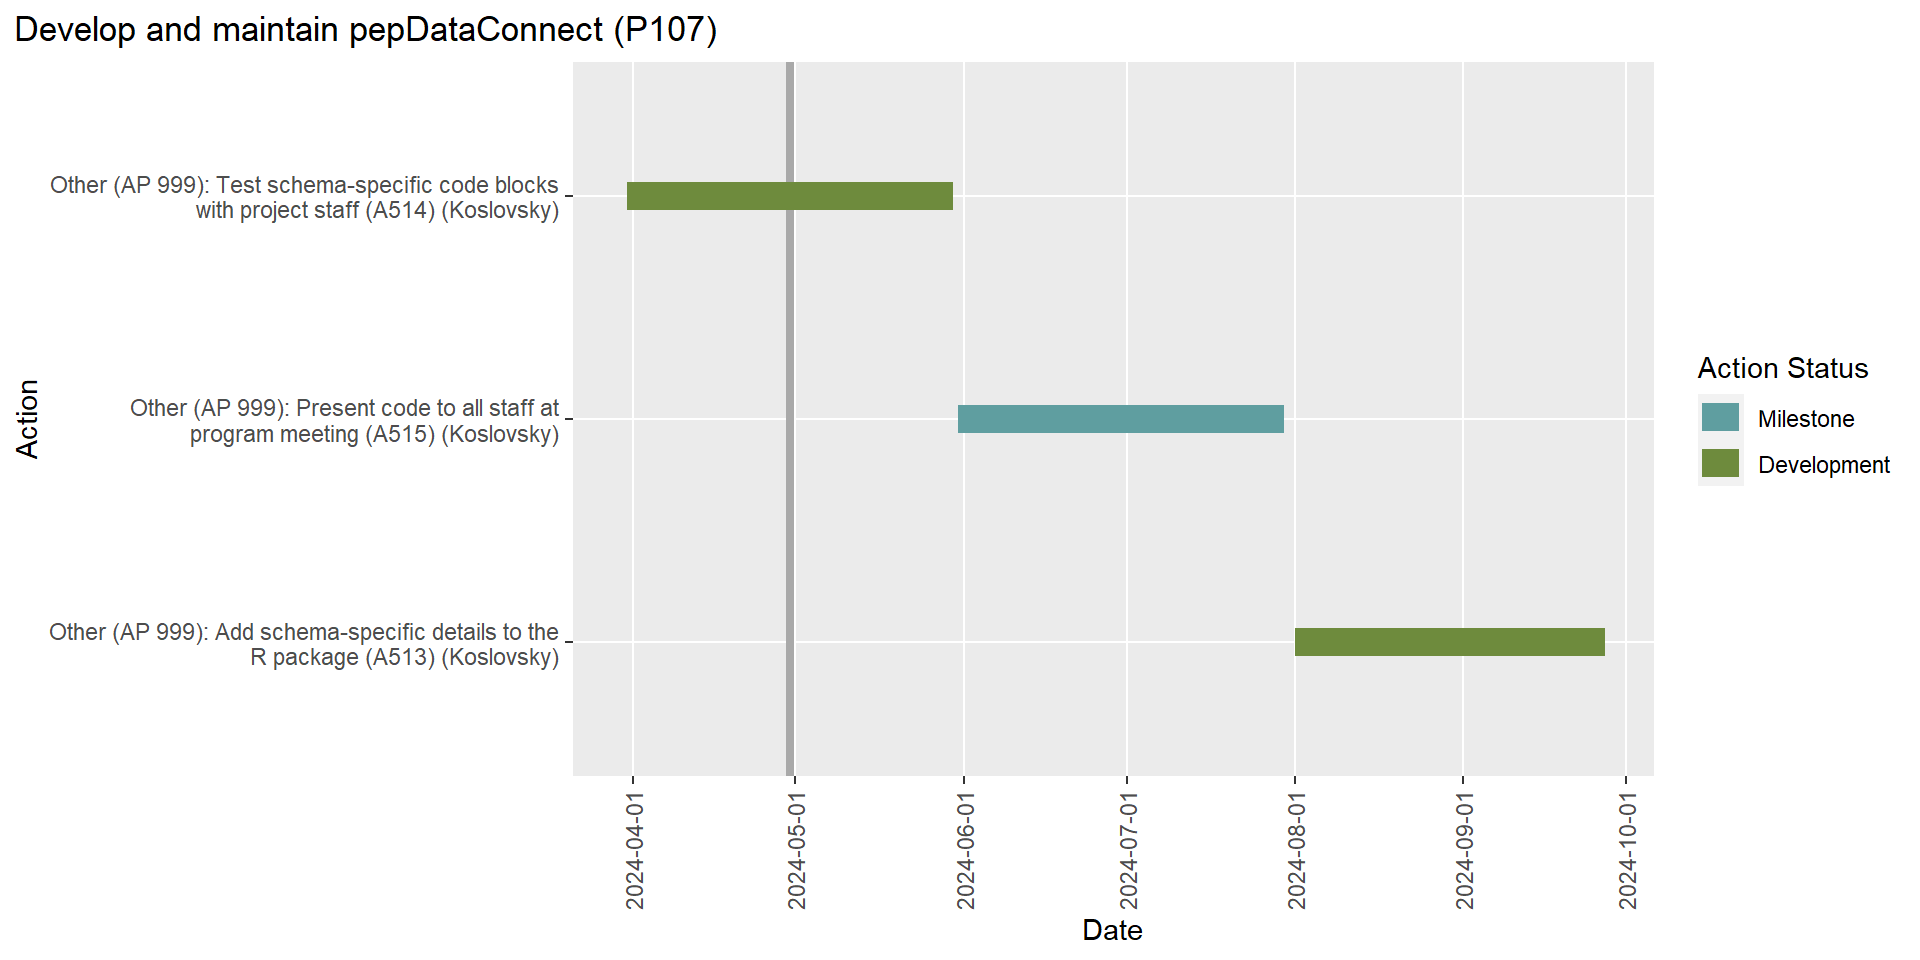 Develop and maintain pepDataConnect (P107)
Action
Other (AP 999): Test schema-specific code blocks
with project staff (A514) (Koslovsky)
Other (AP 999): Present code to all staff at
program meeting (A515) (Koslovsky)
Other (AP 999): Add schema-specific details to the
R package (A513) (Koslovsky)
2024-04-01
2024-05-01
2024-06-01
2024-07-01
2024-08-01
2024-09-01
2024-10-01
Date
Action Status
Milestone
Development